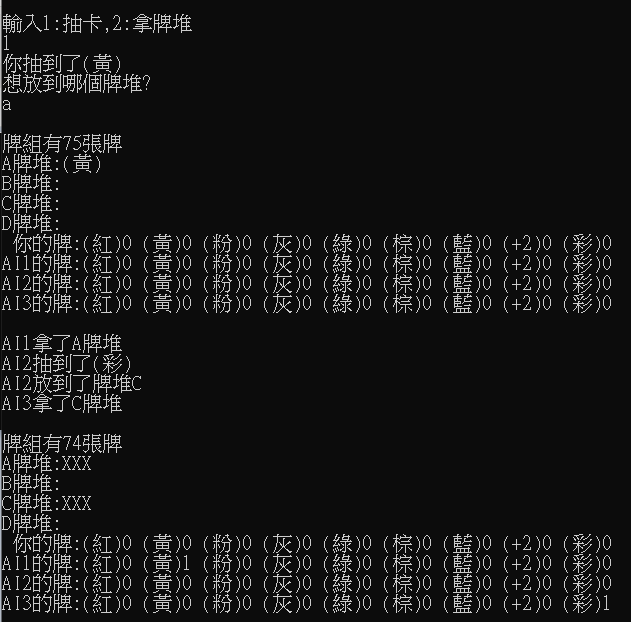 輸入1:抽卡,2:拿牌堆
1
你抽到了(黃)
想放到哪個牌堆?
a
牌組有75張牌
A牌堆:(黃)
B牌堆:
C牌堆:
D牌堆:
你的牌:(紅)0 (黃)0 (粉)0 (灰)0 (綠)0 (棕)0 (藍)0 (+2)0 (彩)0
AI1的牌:(紅)0 (黃)0 (粉)0 (灰)0 (綠)0 (棕)0 (藍)0 (+2)0 (彩)0
AI2的牌:(紅)0 (黃)0 (粉)0 (灰)0 (綠)0 (棕)0 (藍)0 (+2)0 (彩)0
AI3的牌:(紅)0 (黃)0 (粉)0 (灰)0 (綠)0 (棕)0 (藍)0 (+2)0 (彩)0
AI1拿了A牌堆
AI2抽到了(彩)
AI2放到了牌堆C
AI3拿了C牌堆
牌組有74張牌
A牌堆:XXX
B牌堆:
C牌堆:XXX
D牌堆:
你的牌:(紅)0 (黃)0 (粉)0 (灰)0 (綠)0 (棕)0 (藍)0 (+2)0 (彩)0
AI1的牌:(紅)0 (黃)1 (粉)0 (灰)0 (綠)0 (棕)0 (藍)0 (+2)0 (彩)0
AI2的牌:(紅)0 (黃)0 (粉)0 (灰)0 (綠)0 (棕)0 (藍)0 (+2)0 (彩)0
AI3的牌:(紅)0 (黃)0 (粉)0 (灰)0 (綠)0 (棕)0 (藍)0 (+2)0 (彩)1